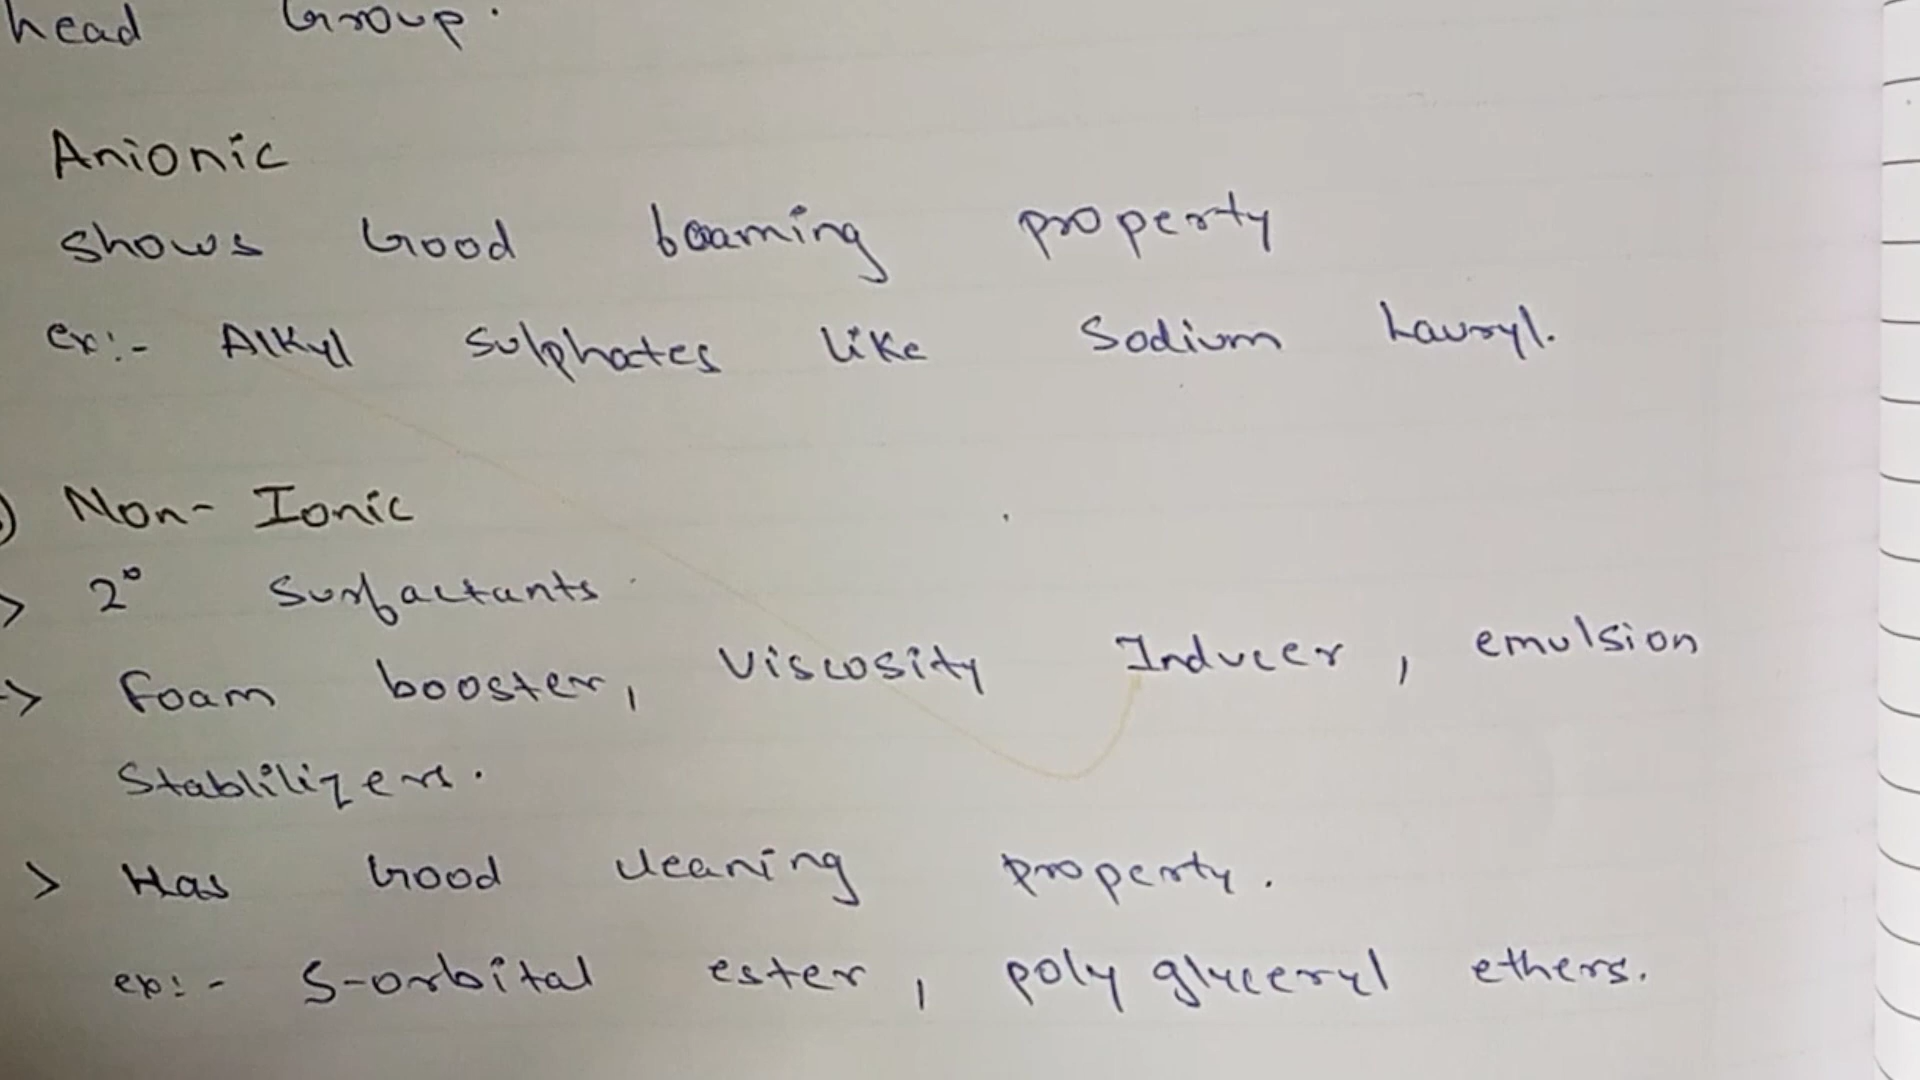 head Group.
Anionic
shows Good foaming property
ex:- Alkyl sulphates like Sodium Lauryl.
) Non-Ionic
> 2° Surfactants
-> Foam booster, Viscosity Inducer, emulsion
Stablilizers.
> Has Good cleaning property.
ex:- S-orbital ester, poly glyceryl ethers.